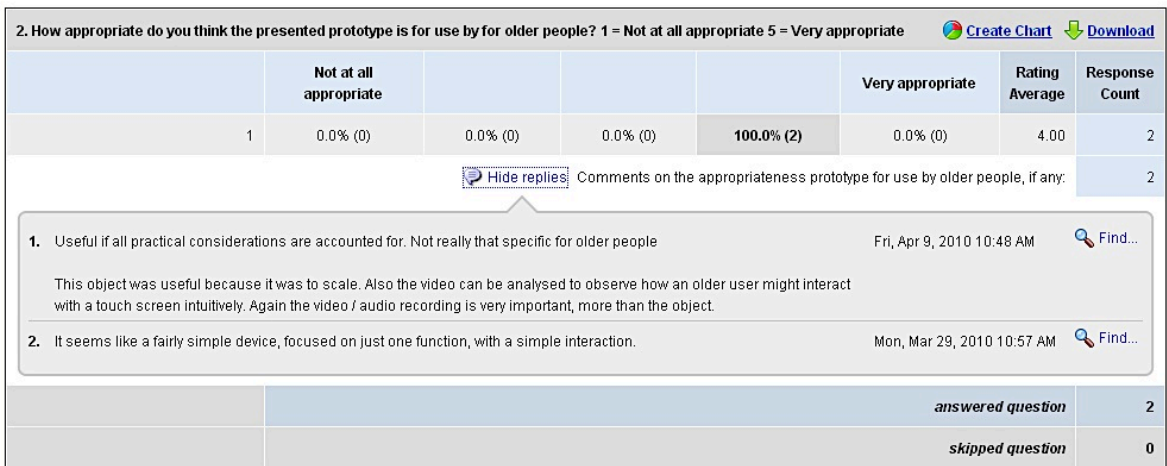 2. How appropriate do you think the presented prototype is for use by for older people? 1 = Not at all appropriate 5 = Very appropriate Create Chart Download
Not at all appropriate Very appropriate Rating Average Response Count
1 0.0% (0) 0.0% (0) 0.0% (0) 100.0% (2) 0.0% (0) 4.00 2
Hide replies Comments on the appropriateness prototype for use by older people, if any: 2
1. Useful if all practical considerations are accounted for. Not really that specific for older people Fri, Apr 9, 2010 10:48 AM Find...
This object was useful because it was to scale. Also the video can be analysed to observe how an older user might interact
with a touch screen intuitively. Again the video / audio recording is very important, more than the object.
2. It seems like a fairly simple device, focused on just one function, with a simple interaction. Mon, Mar 29, 2010 10:57 AM Find...
answered question 2
skipped question 0